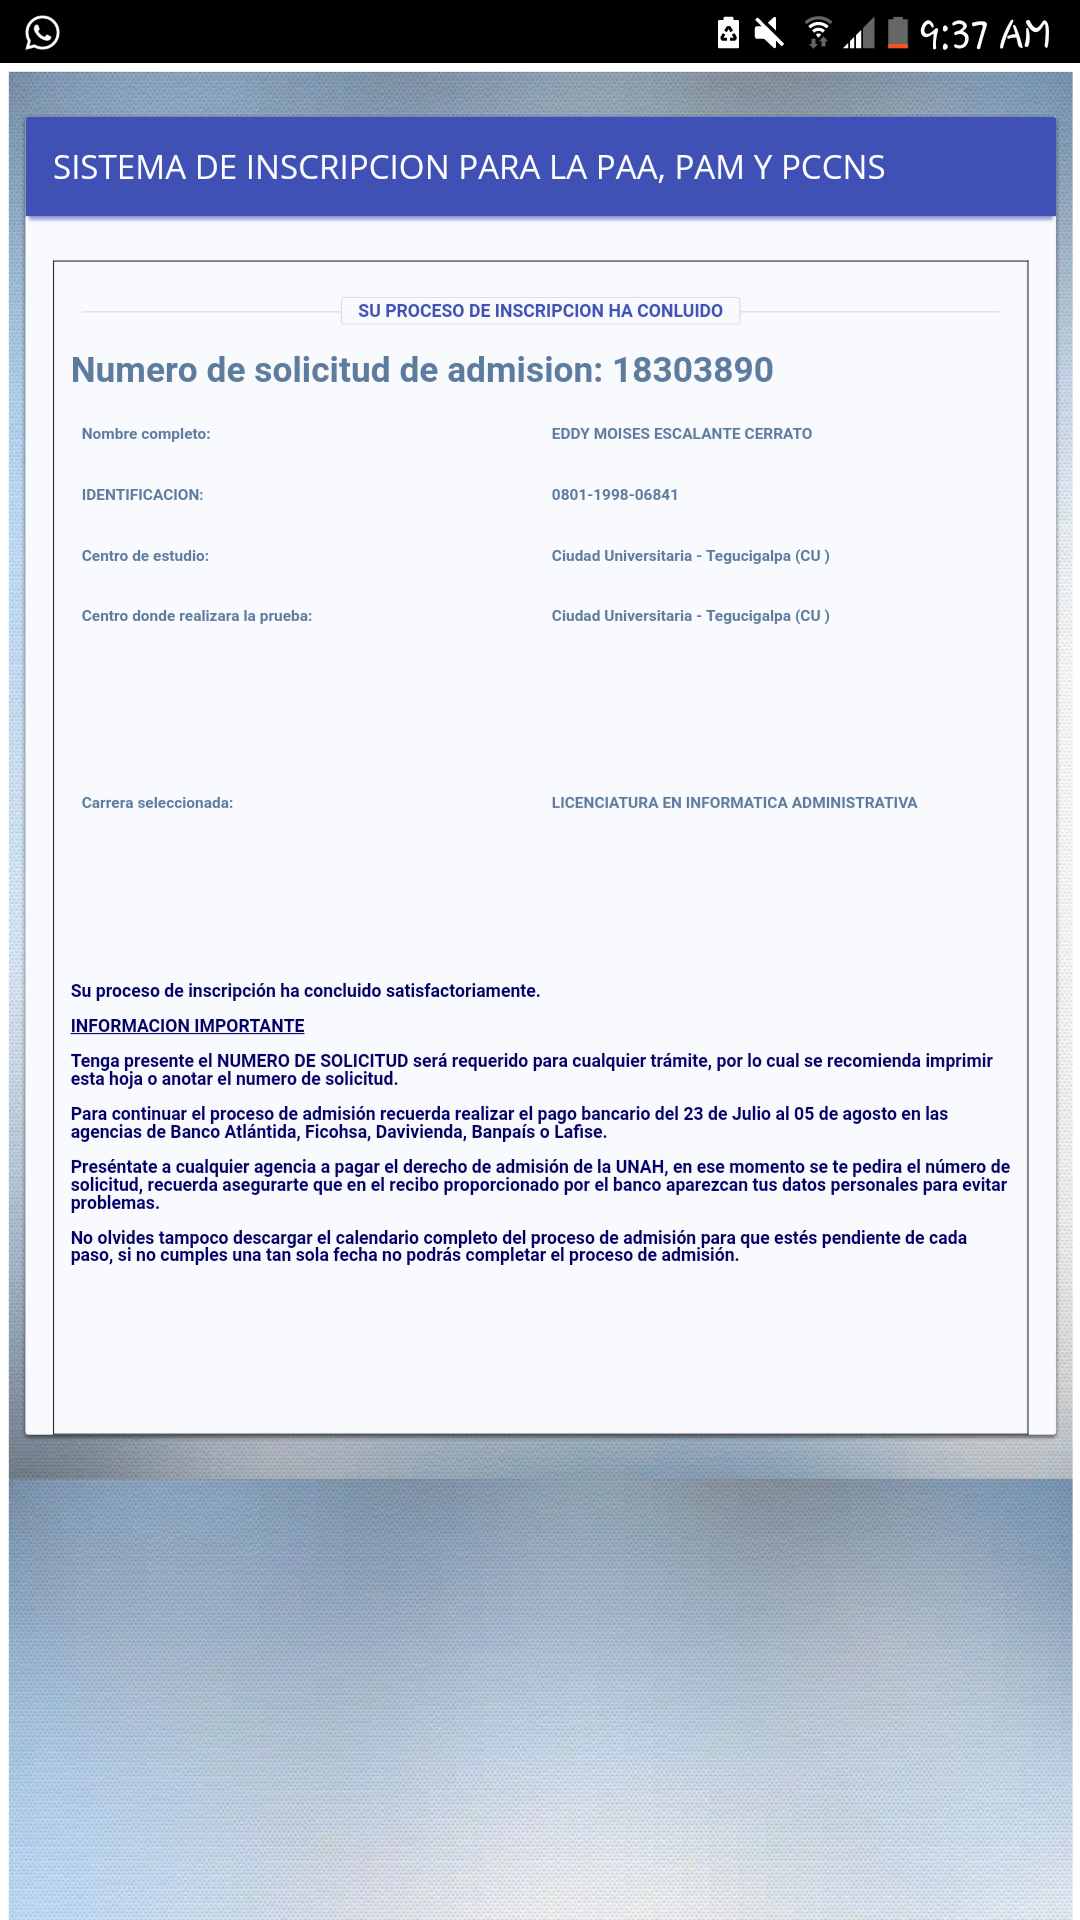 9:37 AM
SISTEMA DE INSCRIPCION PARA LA PAA, PAM Y PCCNS
SU PROCESO DE INSCRIPCION HA CONLUIDO
Numero de solicitud de admision: 18303890
Nombre completo: EDDY MOISES ESCALANTE CERRATO
IDENTIFICACION: 0801-1998-06841
Centro de estudio: Ciudad Universitaria - Tegucigalpa (CU )
Centro donde realizara la prueba: Ciudad Universitaria - Tegucigalpa (CU )
Carrera seleccionada: LICENCIATURA EN INFORMATICA ADMINISTRATIVA
Su proceso de inscripción ha concluido satisfactoriamente.
INFORMACION IMPORTANTE
Tenga presente el NUMERO DE SOLICITUD será requerido para cualquier trámite, por lo cual se recomienda imprimir
esta hoja o anotar el numero de solicitud.
Para continuar el proceso de admisión recuerda realizar el pago bancario del 23 de Julio al 05 de agosto en las
agencias de Banco Atlántida, Ficohsa, Davivienda, Banpaís o Lafise.
Preséntate a cualquier agencia a pagar el derecho de admisión de la UNAH, en ese momento se te pedira el número de
solicitud, recuerda asegurarte que en el recibo proporcionado por el banco aparezcan tus datos personales para evitar
problemas.
No olvides tampoco descargar el calendario completo del proceso de admisión para que estés pendiente de cada
paso, si no cumples una tan sola fecha no podrás completar el proceso de admisión.